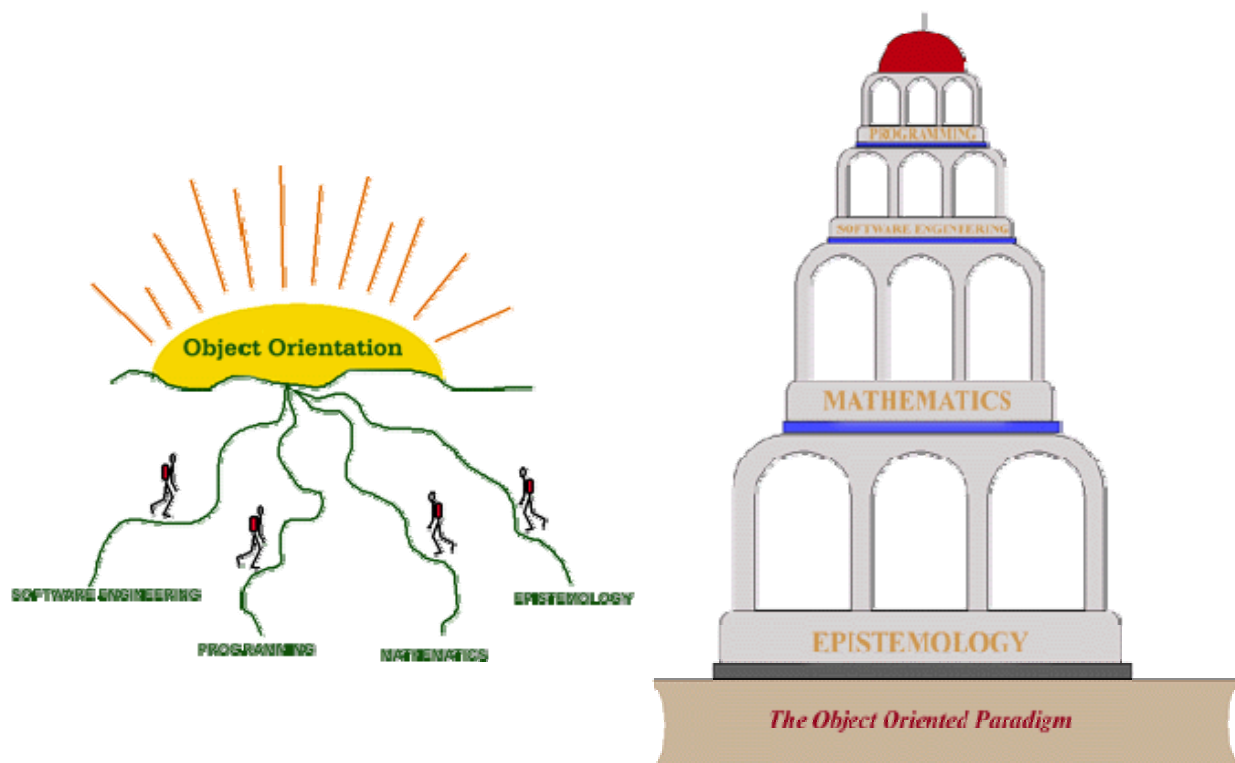 Object Orientation
SOFTWARE ENGINEERING
EPISTEMOLOGY
PROGRAMMING
MATHEMATICS
PROGRAMMING
SOFTWARE ENGINEERING
MATHEMATICS
EPISTEMOLOGY
The Object Oriented Paradigm